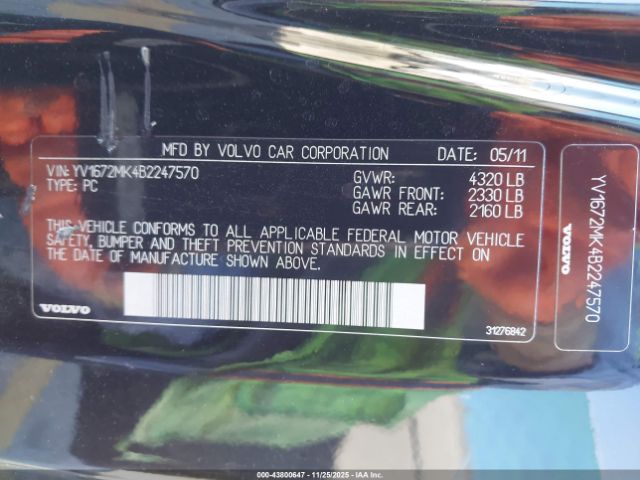 MFD BY VOLVO CAR CORPORATION DATE: 05/11
VIN: YV1672MK4B2247570
TYPE: PC
GVWR: 4320 LB
GAWR FRONT: 2330 LB
GAWR REAR: 2160 LB
THIS VEHICLE CONFORMS TO ALL APPLICABLE FEDERAL MOTOR VEHICLE
SAFETY, BUMPER AND THEFT PREVENTION STANDARDS IN EFFECT ON
THE DATE OF MANUFACTURE SHOWN ABOVE.
VOLVO
31276842
YV1672MK4B2247570
VOLVO
000-43800647 - 11/25/2025 - IAAI Inc. Copyright